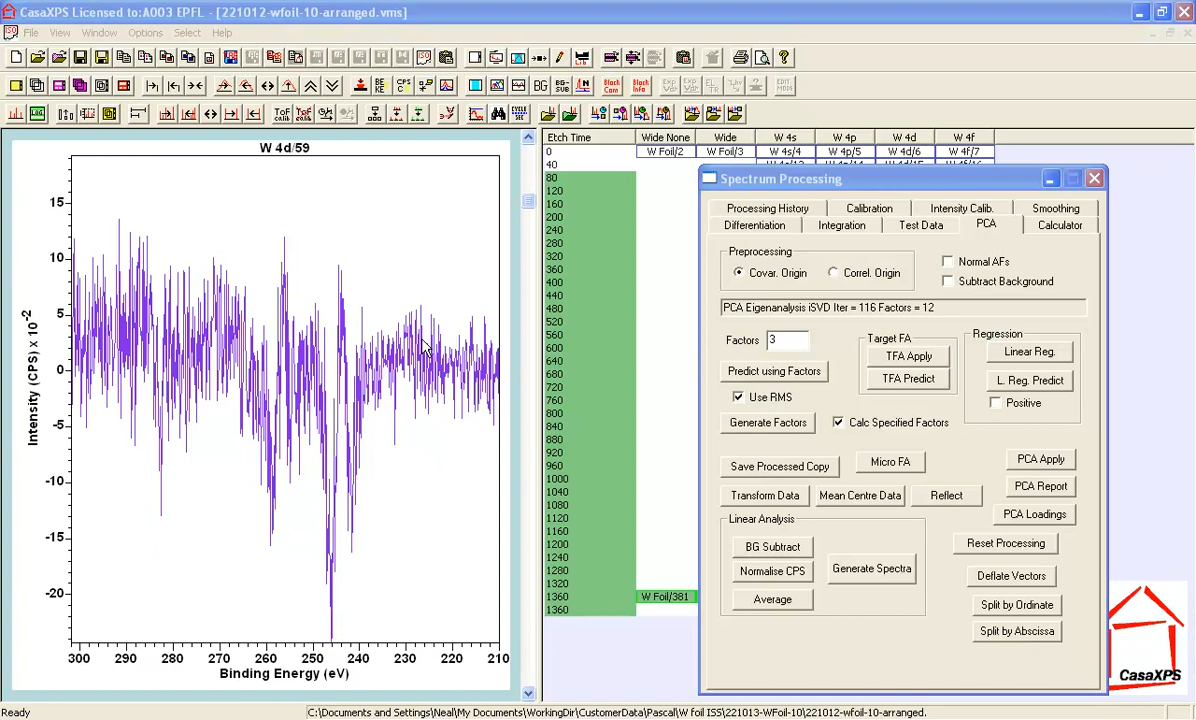 CasaXPS Licensed to:A003 EPFL - [221012-wfoil-10-arranged.vms]
File View Window Options Select Help
W 4d/59
Intensity (CPS) x 10-2
15
10
5
0
-5
-10
-15
-20
300 290 280 270 260 250 240 230 220 210
Binding Energy (eV)
Etch Time Wide None Wide W 4s W 4p W 4d W 4f
0 W Foil/2 W Foil/3 W 4s/4 W 4p/5 W 4d/6 W 4f/7
40
80
120
160
200
240
280
320
360
400
440
480
520
560
600
640
680
720
760
800
840
880
920
960
1000
1040
1080
1120
1160
1200
1240
1280
1320
1360 W Foil/381
1360
Spectrum Processing
Processing History Calibration Intensity Calib. Smoothing
Differentiation Integration Test Data PCA Calculator
Preprocessing
Covar. Origin Correl. Origin
Normal AFs
Subtract Background
PCA Eigenanalysis iSVD Iter = 116 Factors = 12
Factors 3
Predict using Factors
Use RMS
Generate Factors
Calc Specified Factors
Target FA
TFA Apply
TFA Predict
Regression
Linear Reg.
L. Reg. Predict
Positive
Save Processed Copy
Micro FA
PCA Apply
Transform Data Mean Centre Data Reflect
PCA Report
PCA Loadings
Linear Analysis
BG Subtract
Normalise CPS
Average
Generate Spectra
Reset Processing
Deflate Vectors
Split by Ordinate
Split by Abscissa
CasaXPS
Ready
C:\Documents and Settings\Neal\My Documents\WorkingDir\CustomerData\Pascal\W foil ISS\221013-WFoil-10\221012-wfoil-10-arranged.